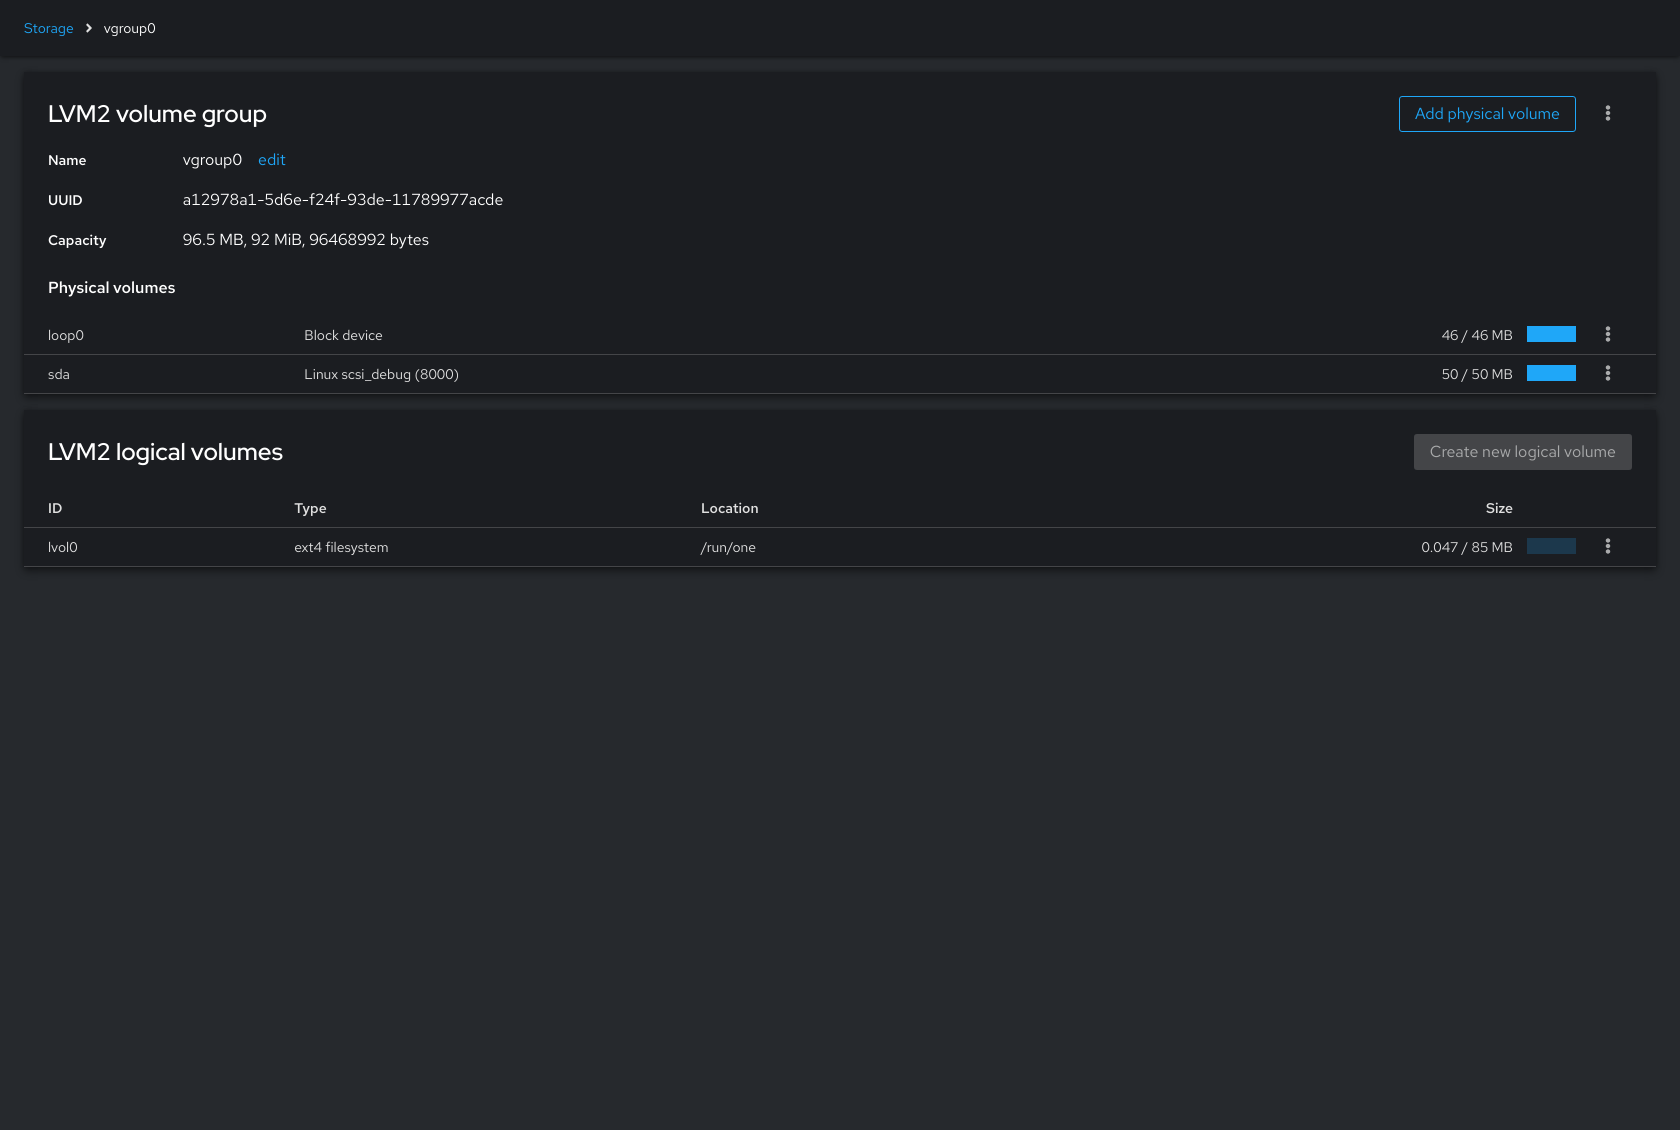 Storage > vgroup0
LVM2 volume group
Add physical volume
Name vgroup0 edit
UUID a12978a1-5d6e-f24f-93de-11789977acde
Capacity 96.5 MB, 92 MiB, 96468992 bytes
Physical volumes
loop0 Block device 46 / 46 MB
sda Linux scsi_debug (8000) 50 / 50 MB
LVM2 logical volumes
Create new logical volume
ID Type Location Size
lvol0 ext4 filesystem /run/one 0.047 / 85 MB